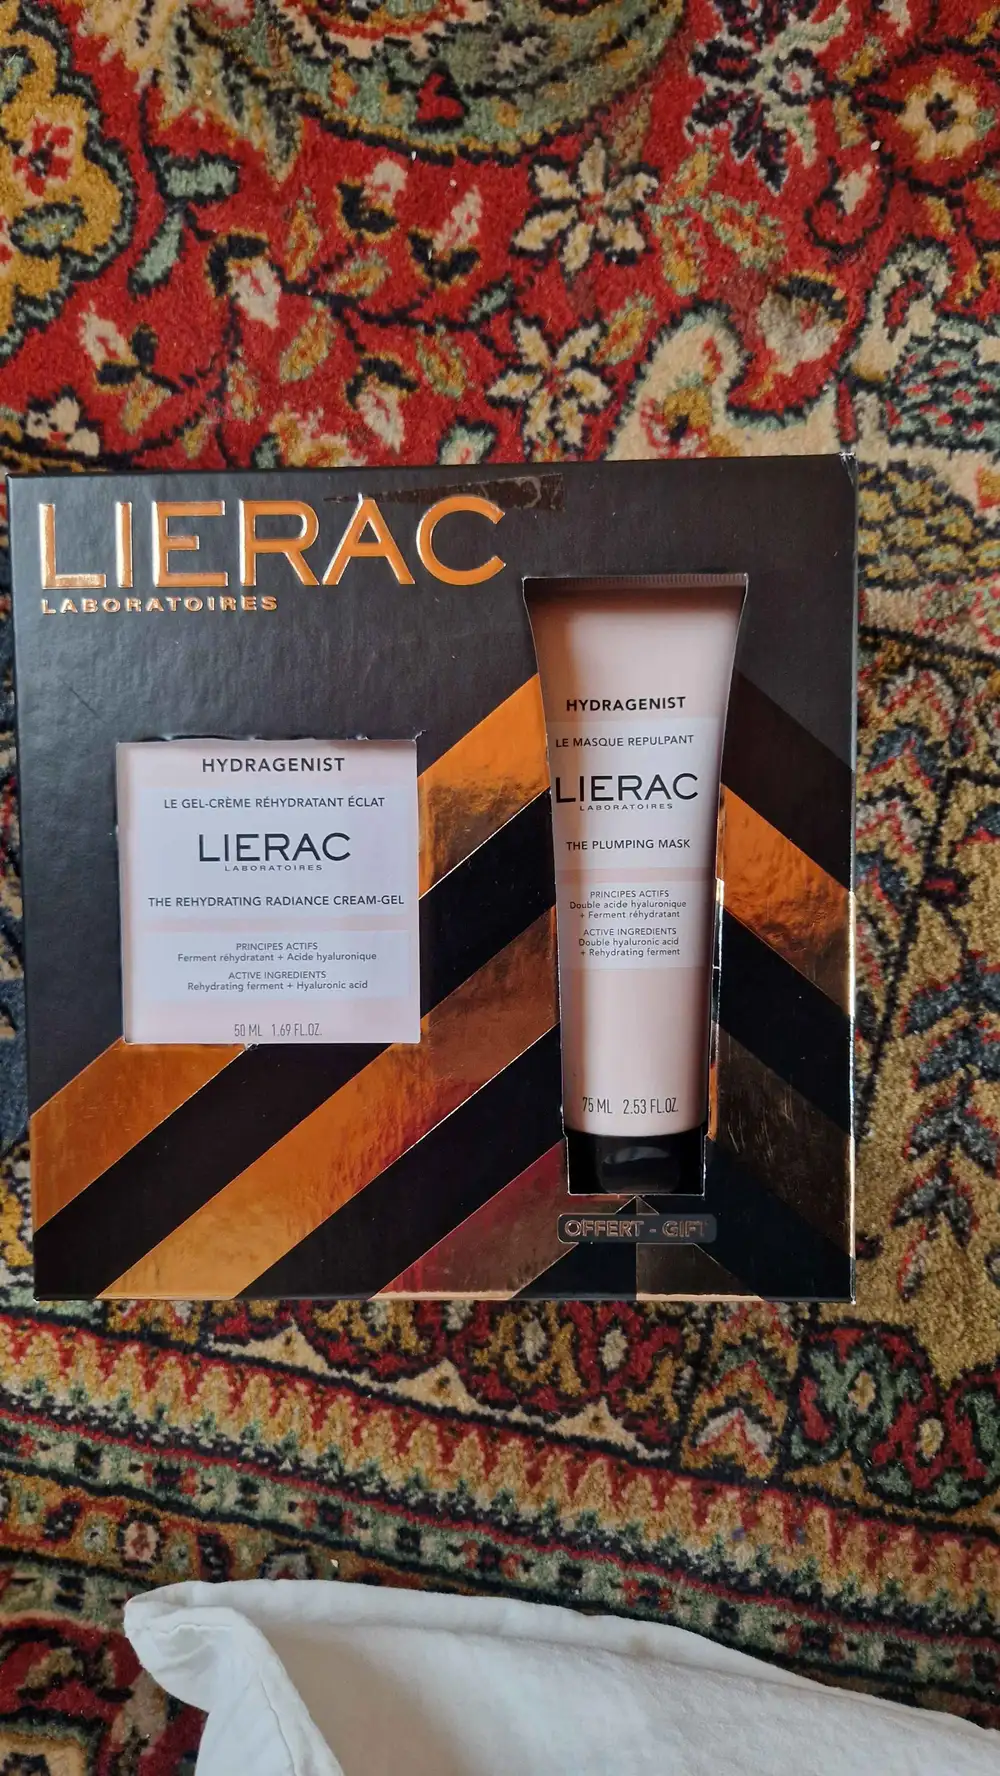 LIERAC
LABORATOIRES
HYDRAGENIST
LE GEL-CRÈME RÉHYDRATANT ÉCLAT
LIERAC
LABORATOIRES
THE REHYDRATING RADIANCE CREAM-GEL
PRINCIPES ACTIFS
Ferment réhydratant + Acide hyaluronique
ACTIVE INGREDIENTS
Rehydrating ferment + Hyaluronic acid
50 ML 1.69 FL.OZ.
HYDRAGENIST
LE MASQUE REPULPANT
LIERAC
LABORATOIRES
THE PLUMPING MASK
PRINCIPES ACTIFS
Double acide hyaluronique
+ Ferment réhydratant
ACTIVE INGREDIENTS
Double hyaluronic acid
+ Rehydrating ferment
75 ML 2.53 FL.OZ.
OFFERT - GIFT